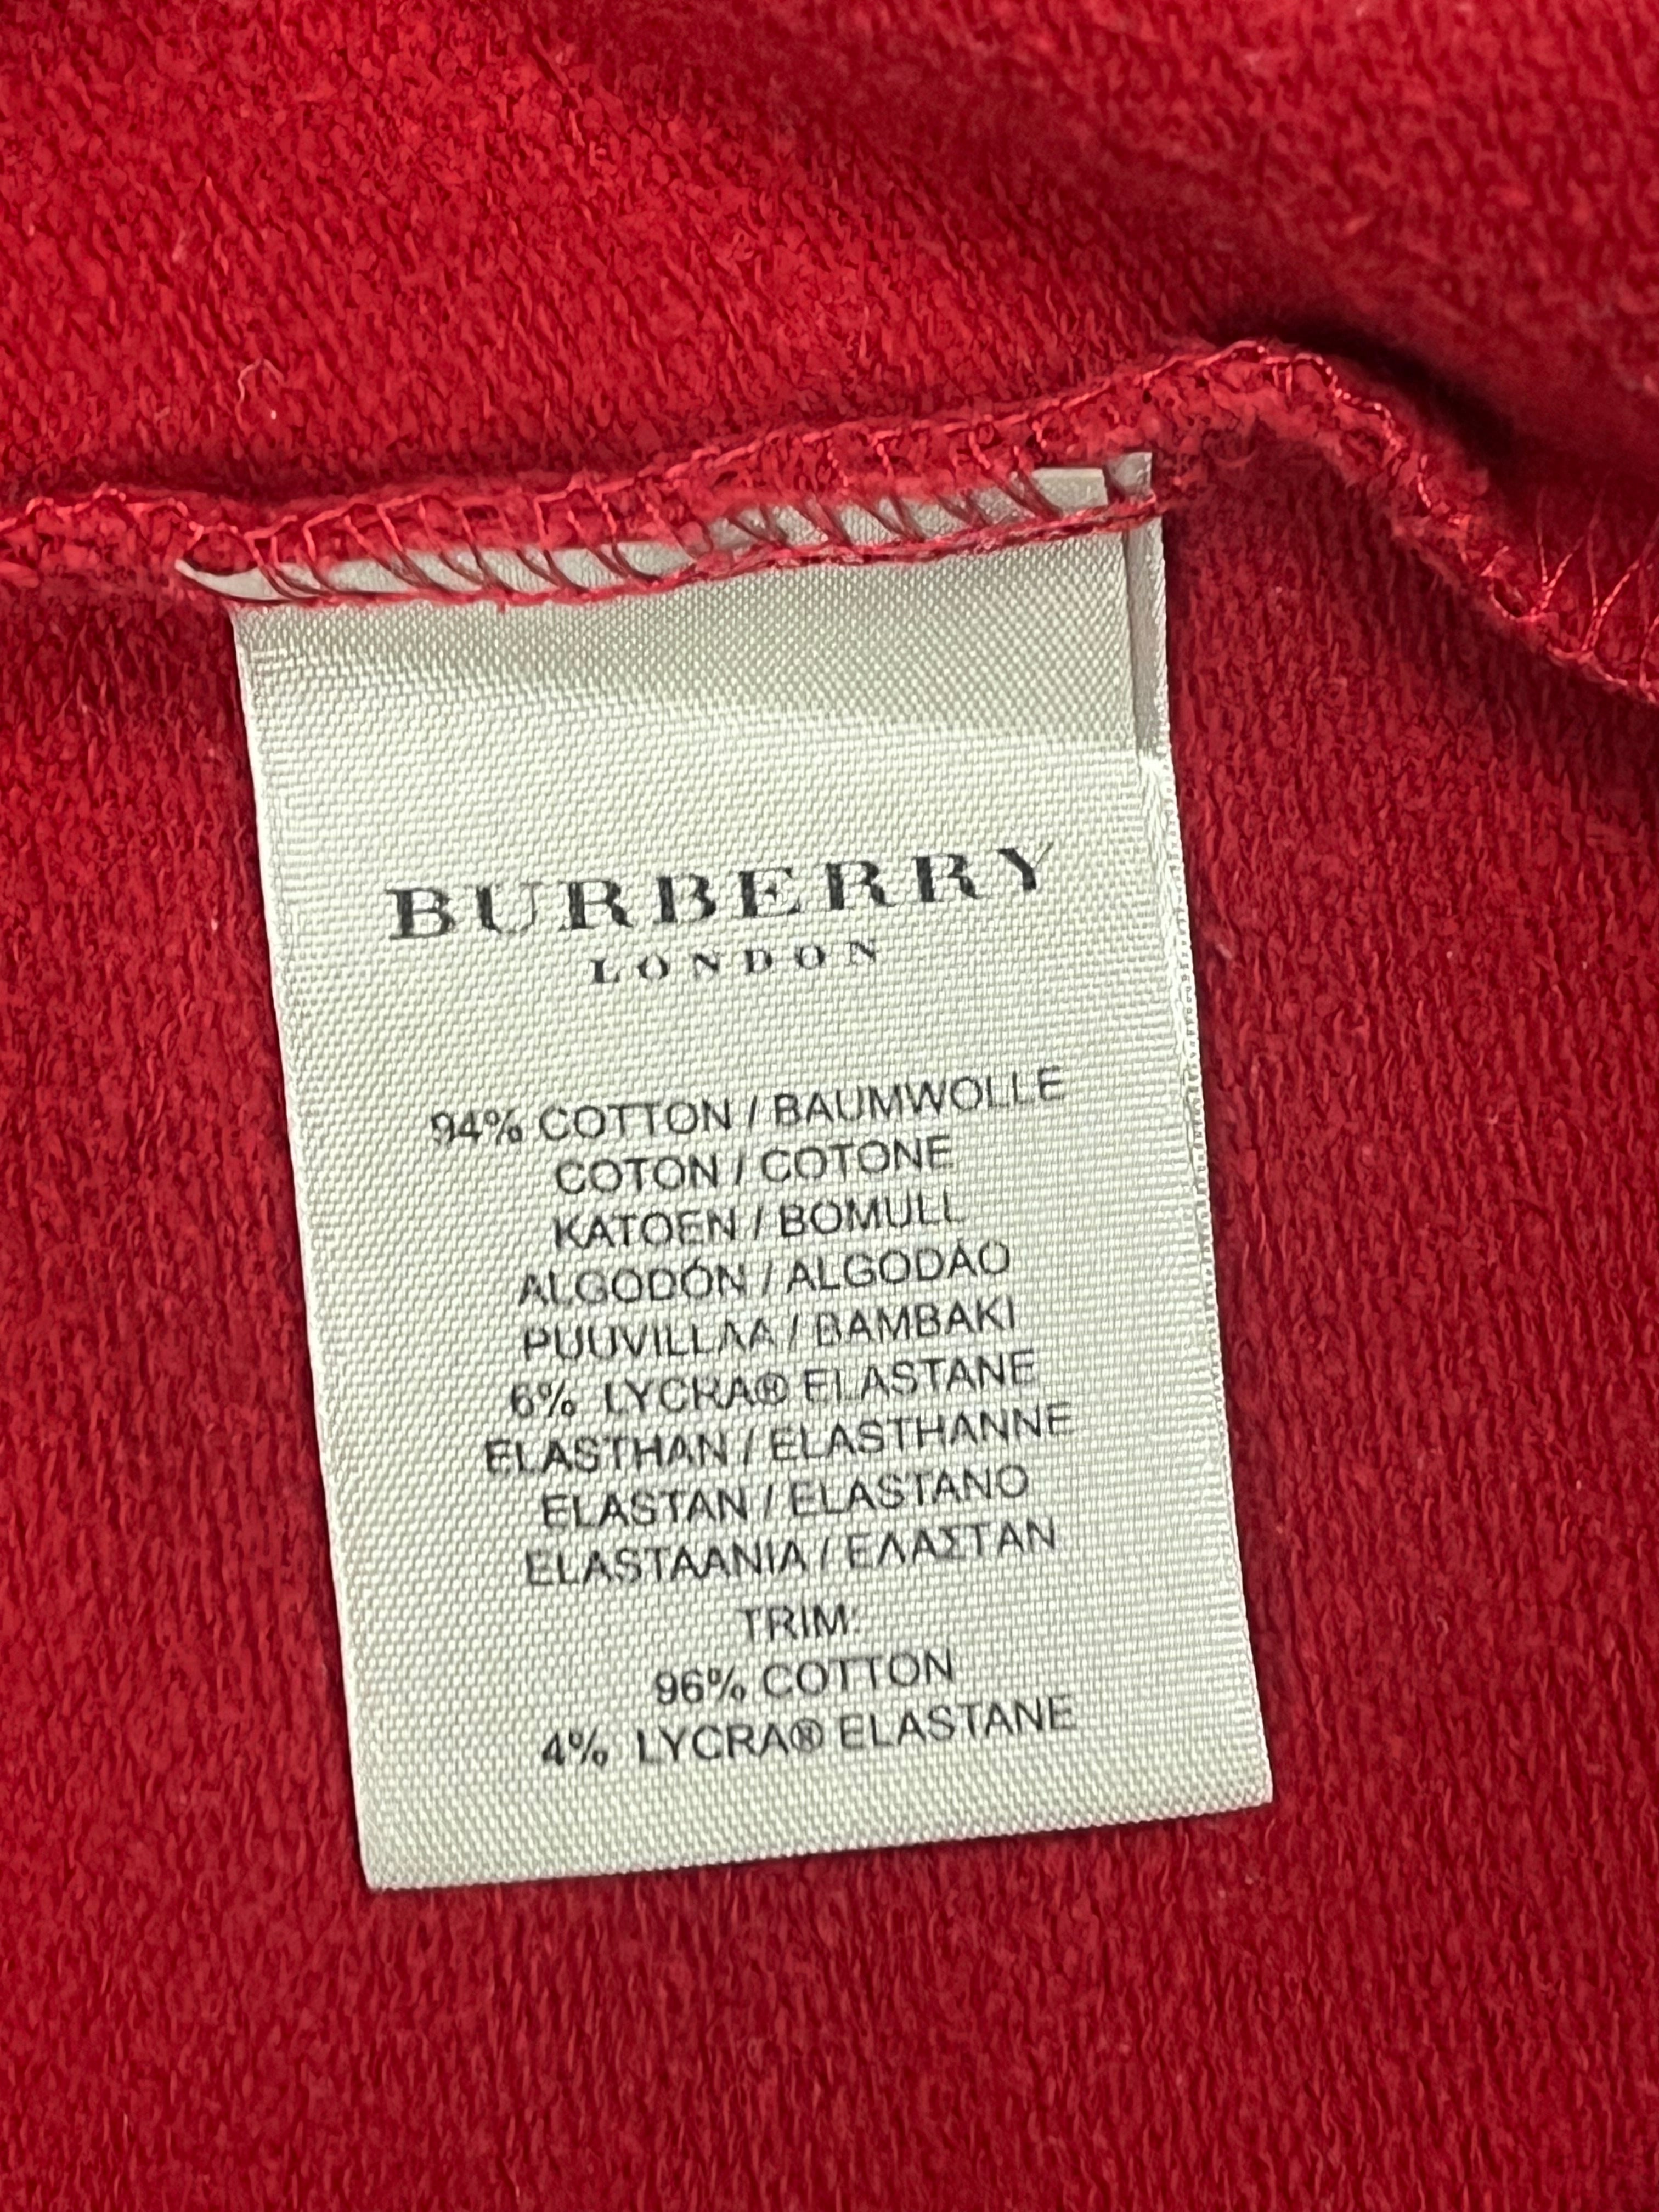 BURBERRY
LONDON
94% COTTON / BAUMWOLLE
COTON / COTONE
KATOEN / BOMULL
ALGODÓN / ALGODÃO
PUUVILLAA / BAMBAKI
6% LYCRA® ELASTANE
ELASTHAN / ELASTHANNE
ELASTAN / ELASTANO
ELASTAANIA / ΕΛΑΣΤΑΝ
TRIM:
96% COTTON
4% LYCRA® ELASTANE